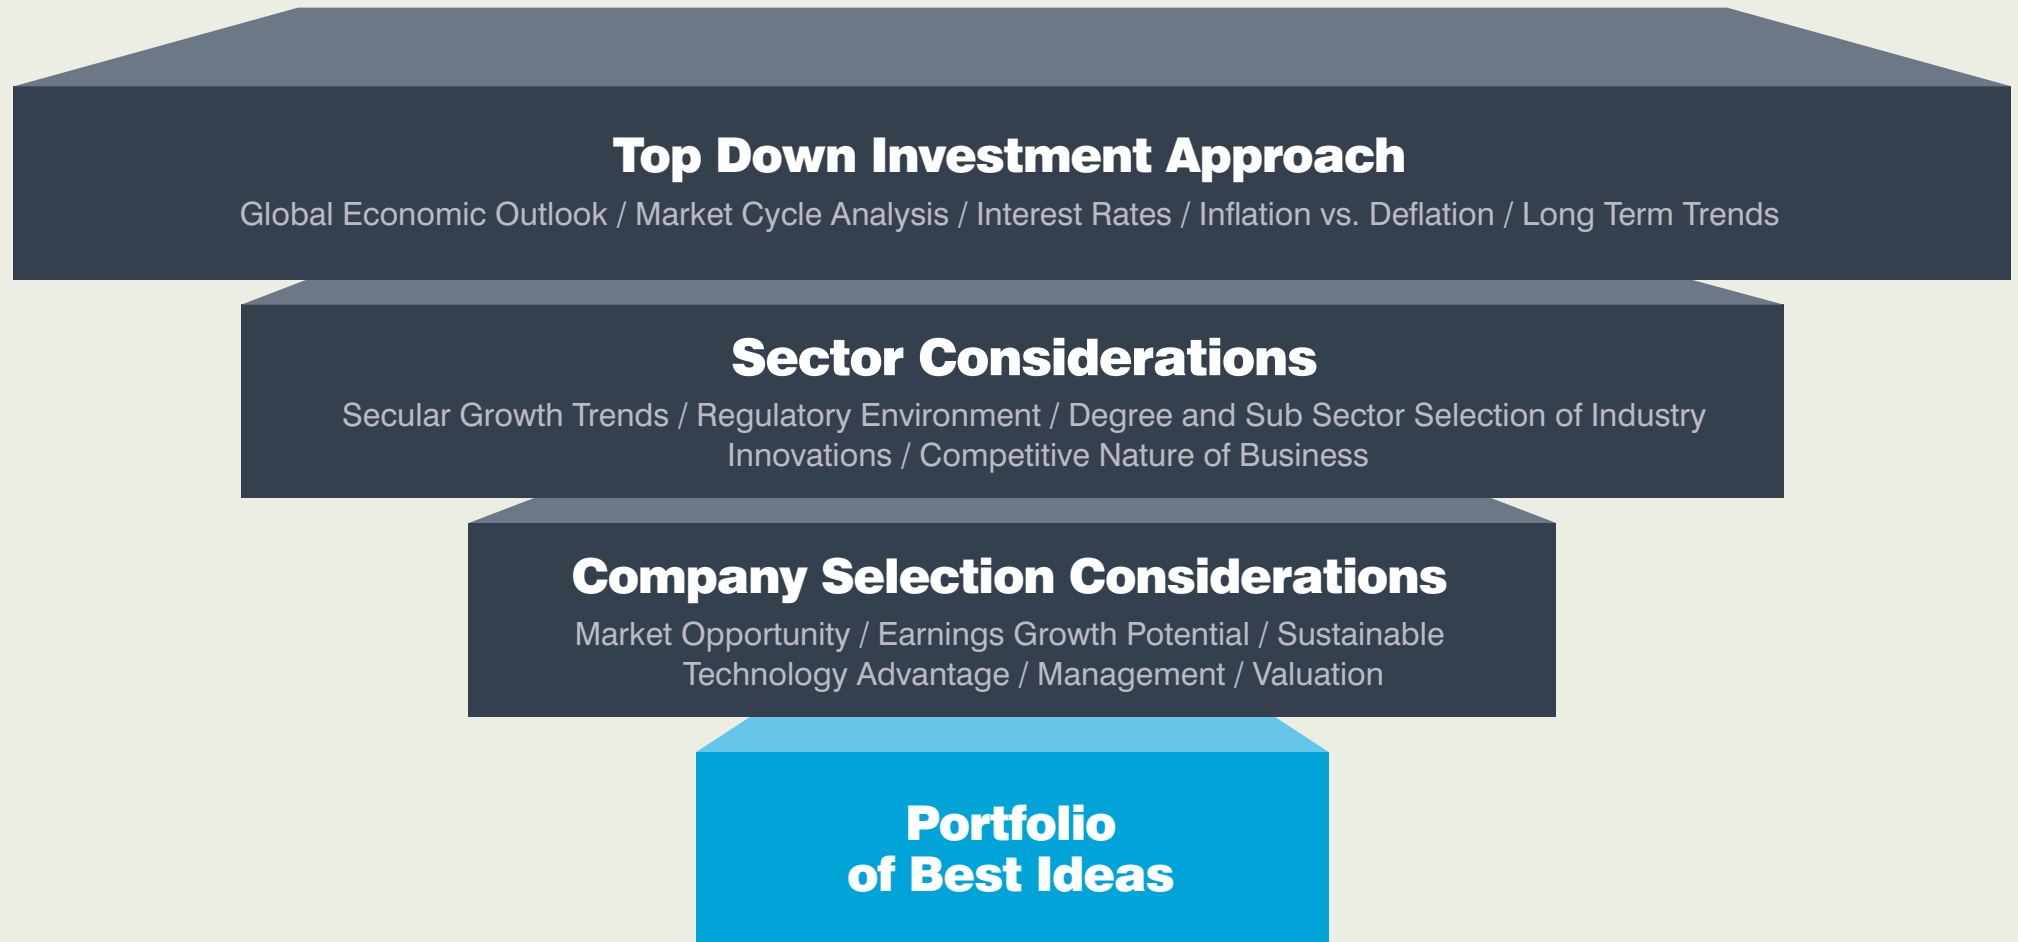 Top Down Investment Approach
Global Economic Outlook / Market Cycle Analysis / Interest Rates / Inflation vs. Deflation / Long Term Trends
Sector Considerations
Secular Growth Trends / Regulatory Environment / Degree and Sub Sector Selection of Industry
Innovations / Competitive Nature of Business
Company Selection Considerations
Market Opportunity / Earnings Growth Potential / Sustainable
Technology Advantage / Management / Valuation
Portfolio
of Best Ideas